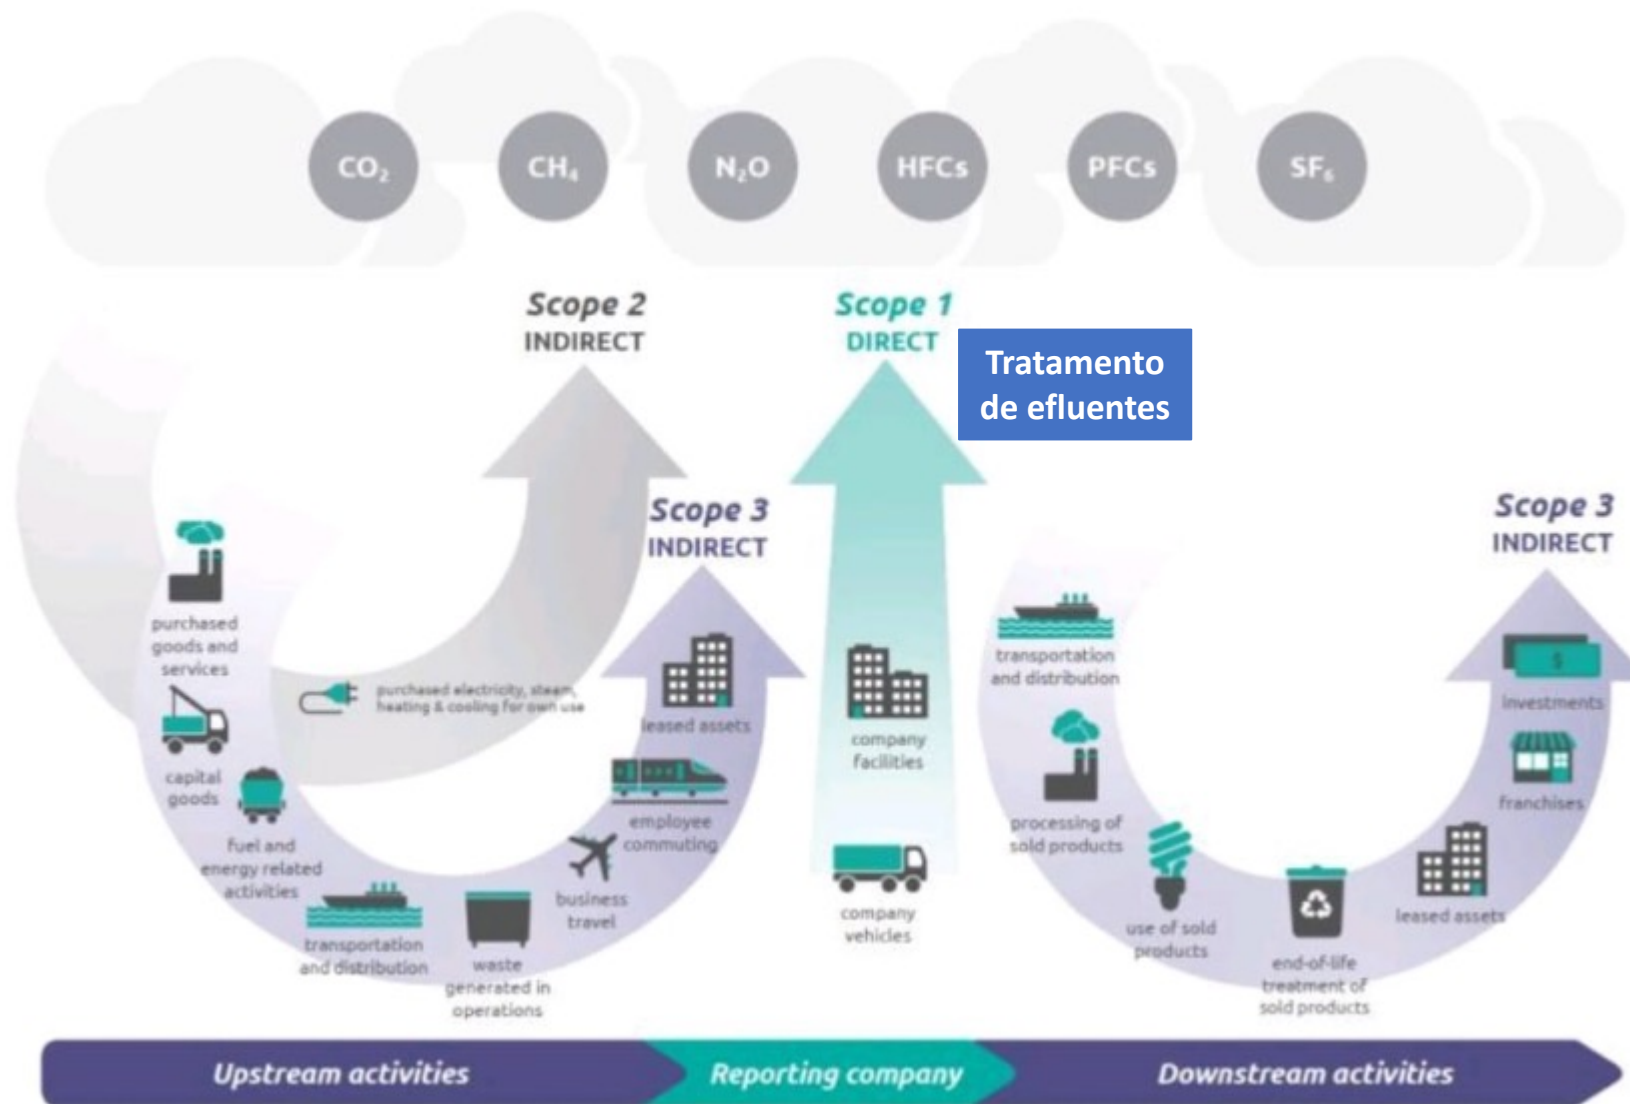 CO₂
CH₄
N₂O
HFCs
PFCs
SF₆
Scope 2
INDIRECT
Scope 1
DIRECT
Tratamento
de efluentes
Scope 3
INDIRECT
Scope 3
INDIRECT
purchased
goods and
services
capital
goods
fuel and
energy related
activities
transportation
and distribution
waste
generated in
operations
business
travel
employee
commuting
leased assets
purchased electricity, steam,
heating & cooling for own use
company
facilities
company
vehicles
transportation
and distribution
processing of
sold products
use of sold
products
end-of-life
treatment of
sold products
leased assets
franchises
$
investments
Upstream activities
Reporting company
Downstream activities